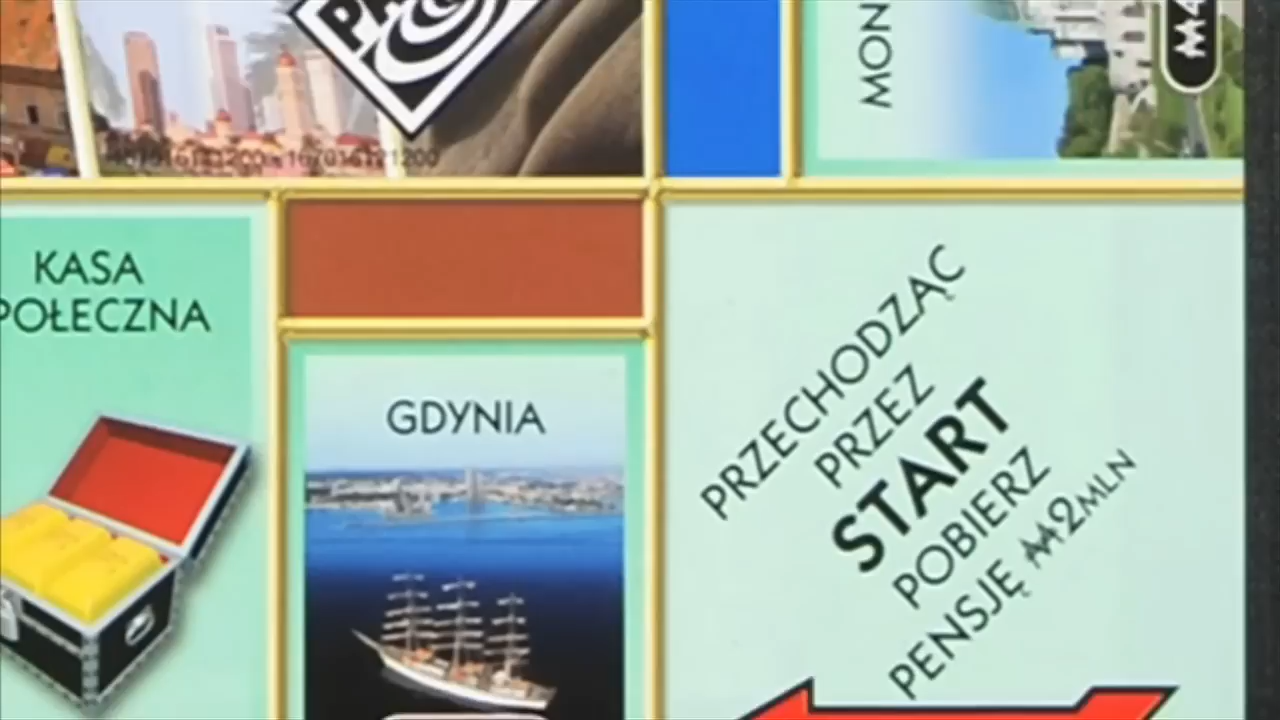 MON
KASA
POŁECZNA
GDYNIA
PRZECHODZĄC
PRZEZ
START
POBIERZ
PENSJĘ M2MLN